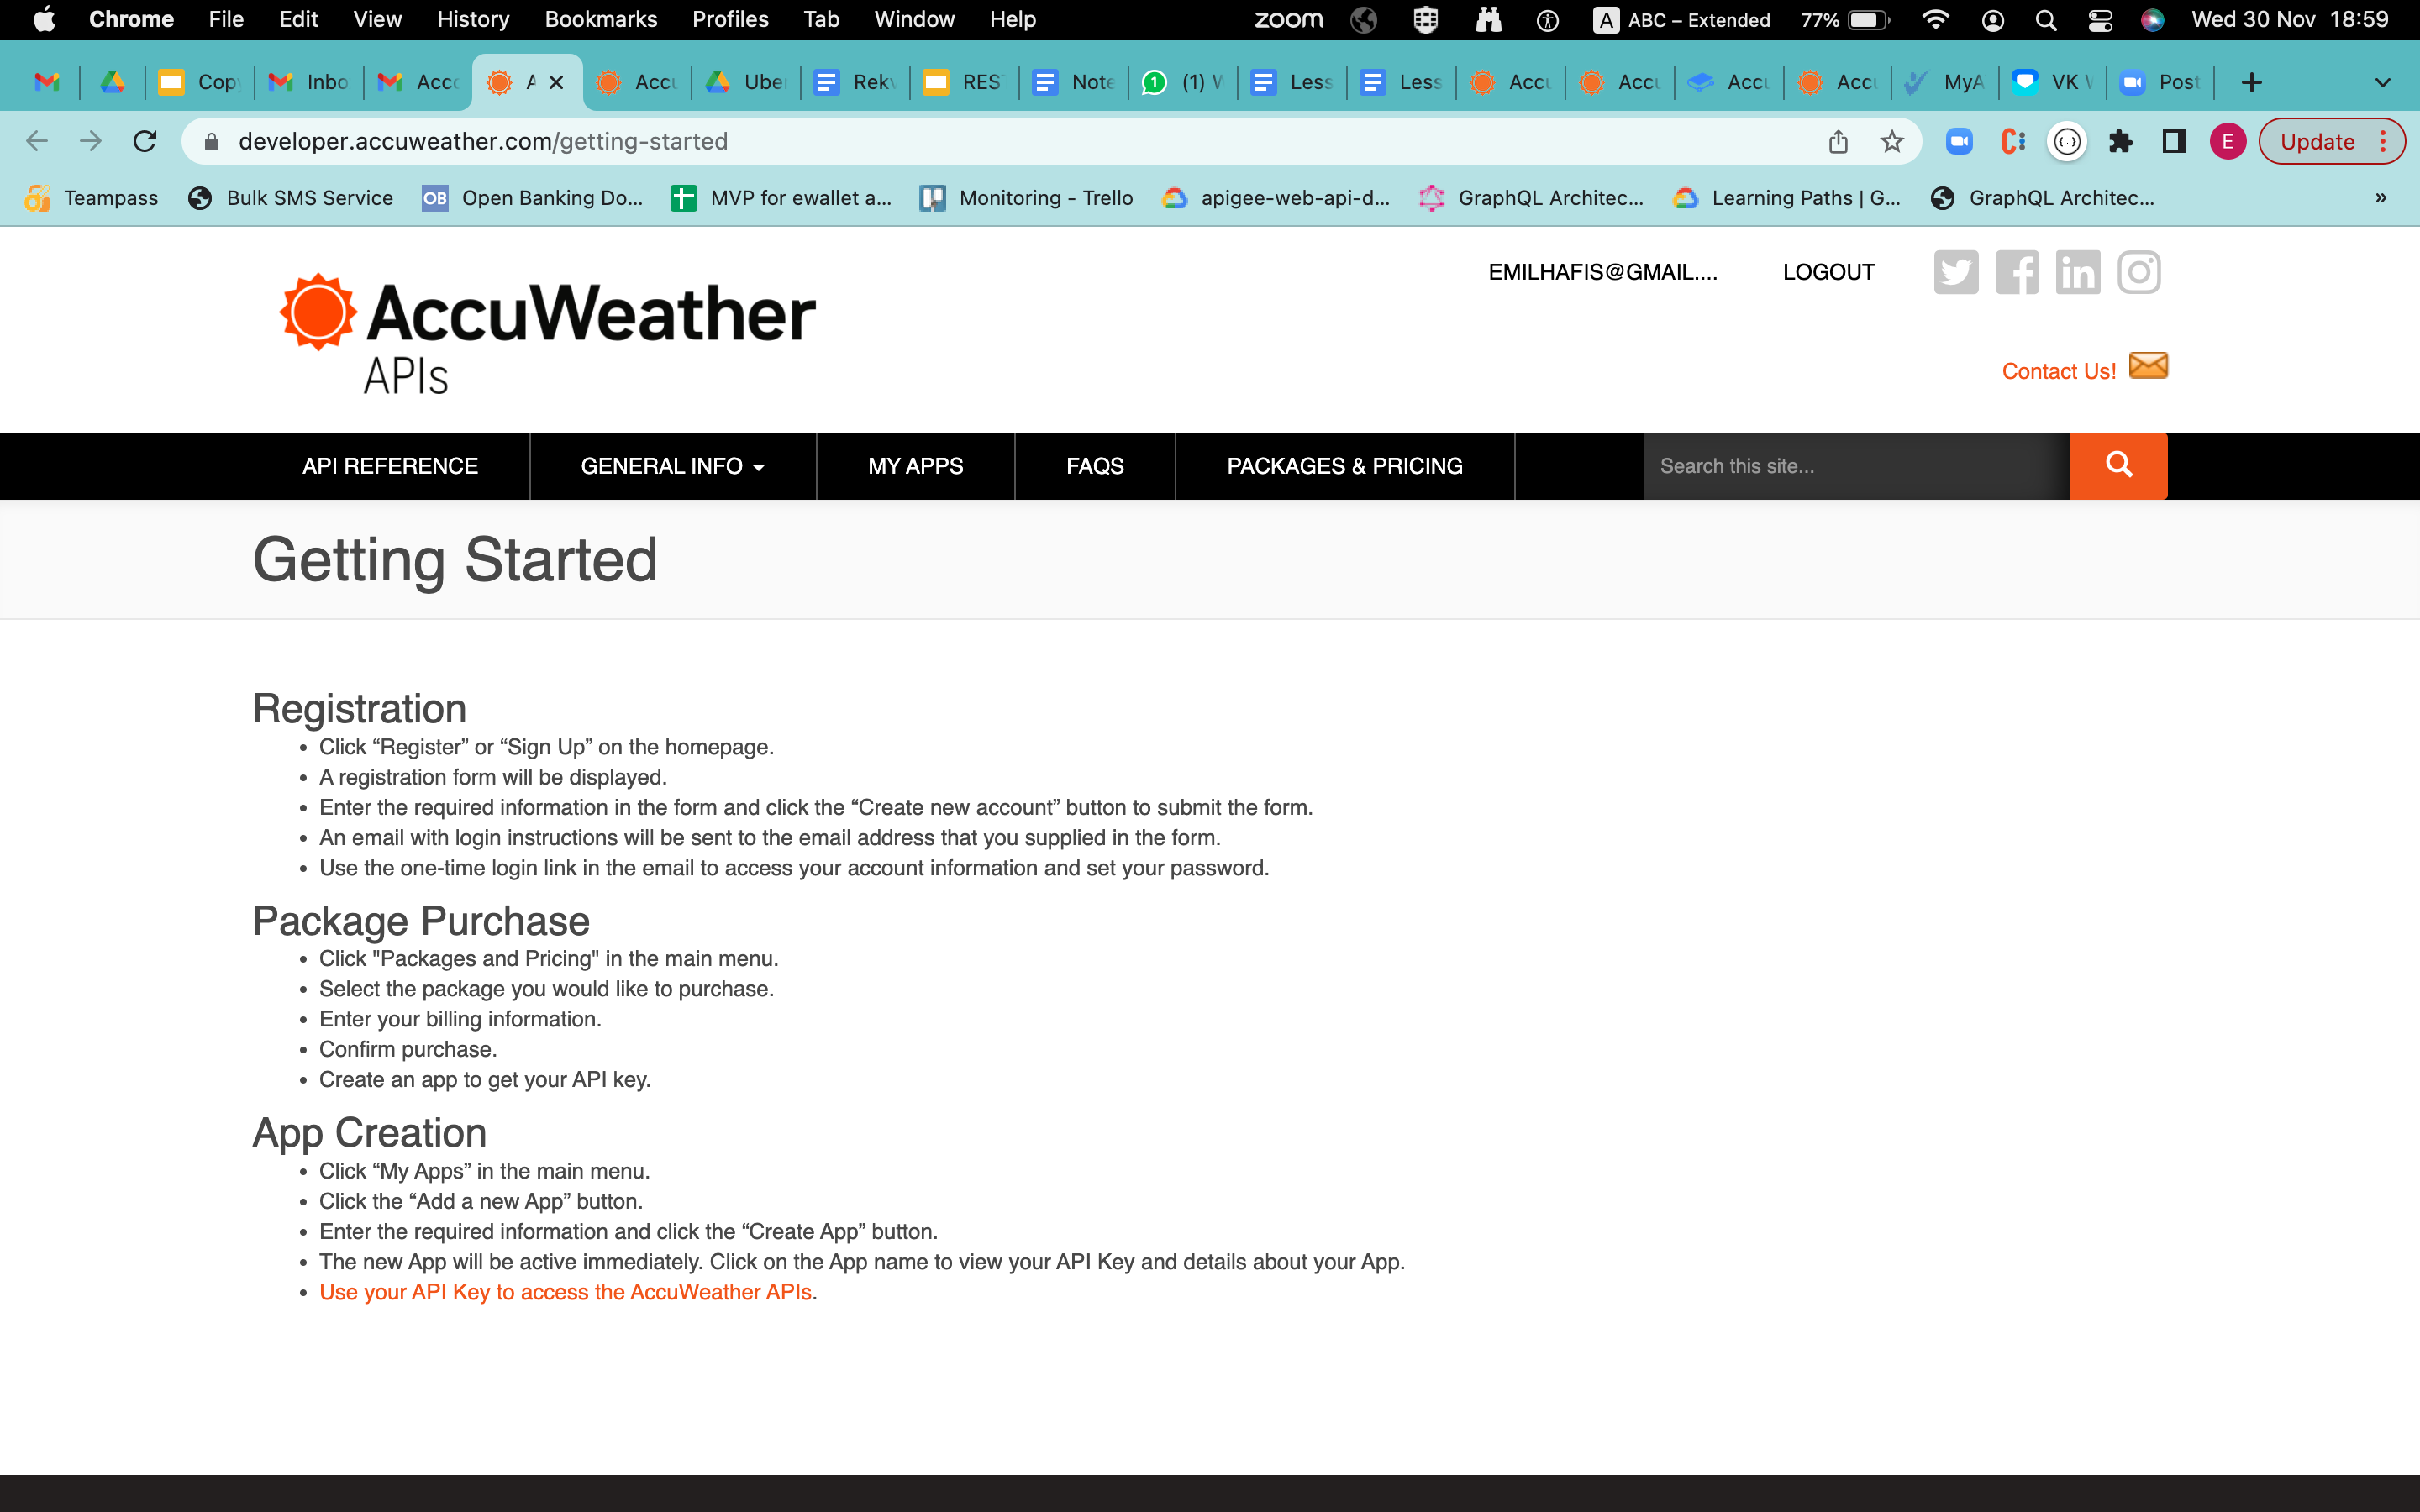 Chrome File Edit View History Bookmarks Profiles Tab Window Help zoom A ABC – Extended 77% Wed 30 Nov 18:59
Copy Inbo Acco A Accu Uber Rekv REST Note (1) Less Less Accu Accu Accu Accu MyA VK Post
developer.accuweather.com/getting-started E Update
Teampass Bulk SMS Service OB Open Banking Do... MVP for ewallet a... Monitoring - Trello apigee-web-api-d... GraphQL Architec... Learning Paths | G... GraphQL Architec... »
EMILHAFIS@GMAIL.... LOGOUT
AccuWeather
APIs
Contact Us!
API REFERENCE GENERAL INFO MY APPS FAQS PACKAGES & PRICING Search this site...
Getting Started
Registration
• Click “Register” or “Sign Up” on the homepage.
• A registration form will be displayed.
• Enter the required information in the form and click the “Create new account” button to submit the form.
• An email with login instructions will be sent to the email address that you supplied in the form.
• Use the one-time login link in the email to access your account information and set your password.
Package Purchase
• Click "Packages and Pricing" in the main menu.
• Select the package you would like to purchase.
• Enter your billing information.
• Confirm purchase.
• Create an app to get your API key.
App Creation
• Click “My Apps” in the main menu.
• Click the “Add a new App” button.
• Enter the required information and click the “Create App” button.
• The new App will be active immediately. Click on the App name to view your API Key and details about your App.
• Use your API Key to access the AccuWeather APIs.